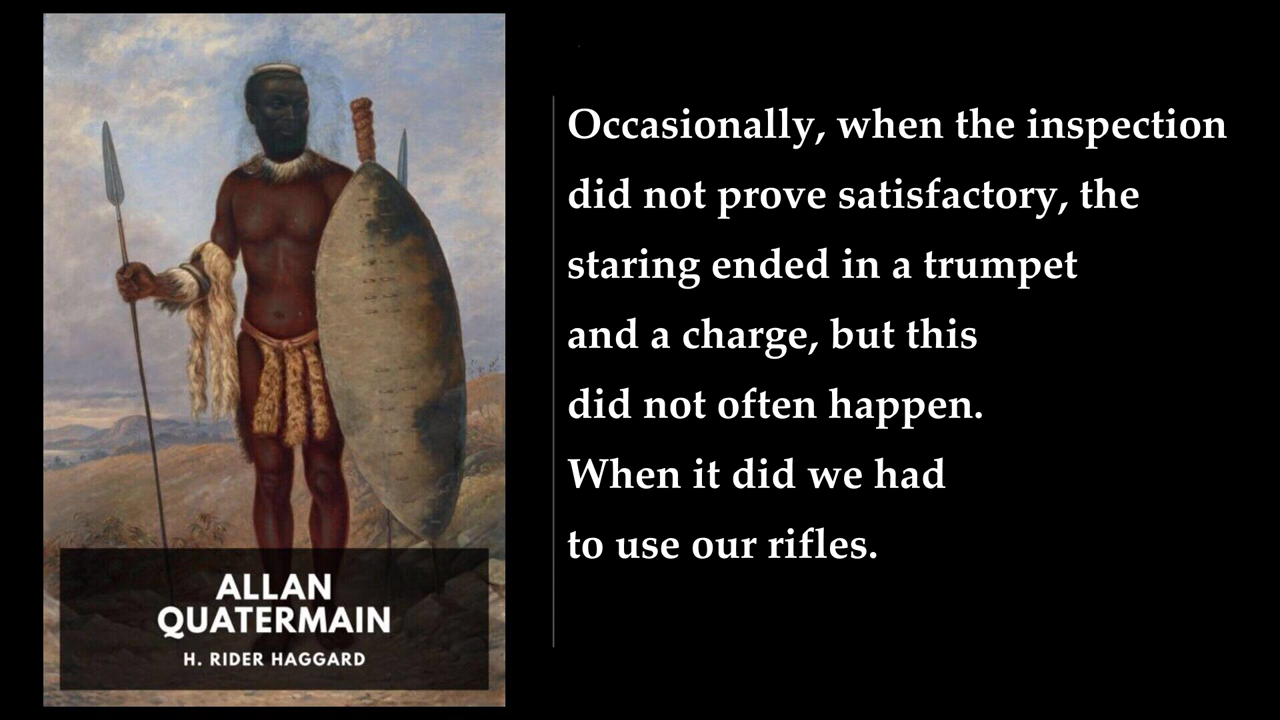 ALLAN
QUATERMAIN
H. RIDER HAGGARD
Occasionally, when the inspection
did not prove satisfactory, the
staring ended in a trumpet
and a charge, but this
did not often happen.
When it did we had
to use our rifles.